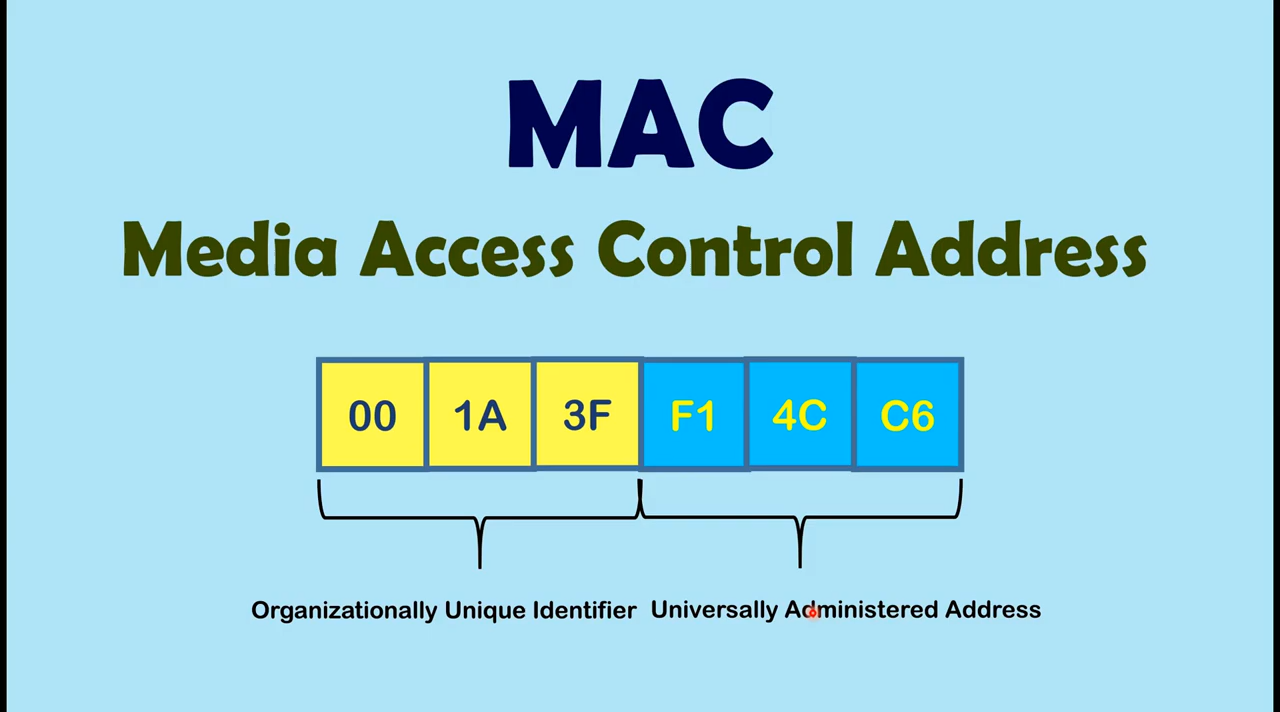 MAC
Media Access Control Address
00 1A 3F F1 4C C6
Organizationally Unique Identifier Universally Administered Address